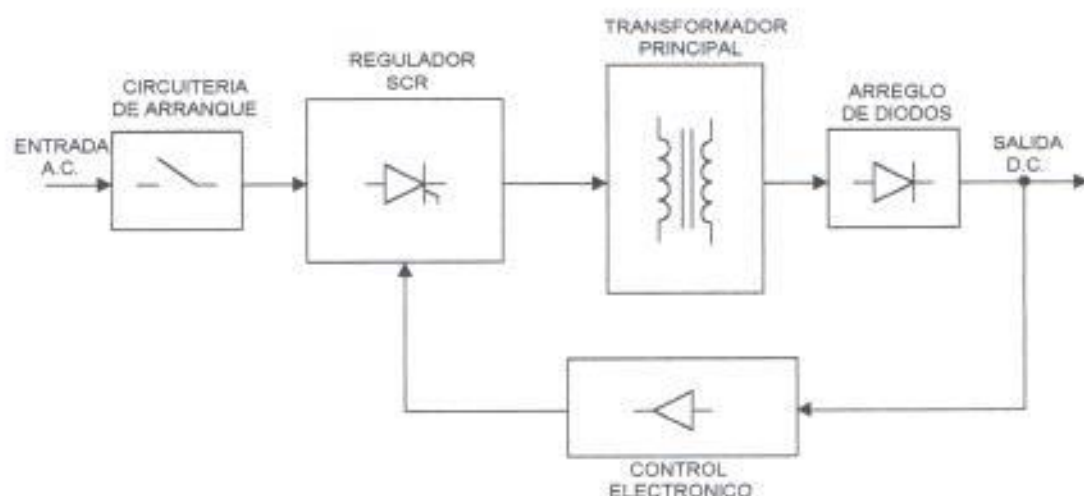 TRANSFORMADOR
PRINCIPAL
REGULADOR
SCR
CIRCUITERIA
DE ARRANQUE
ARREGLO
DE DIODOS
ENTRADA
A.C.
SALIDA
D.C.
CONTROL
ELECTRONICO